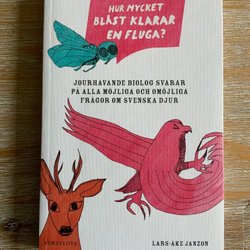 HUR MYCKET
BLÅST KLARAR
EN FLUGA?
JOURHAVANDE BIOLOG SVARAR
PÅ ALLA MÖJLIGA OCH OMÖJLIGA
FRÅGOR OM SVENSKA DJUR
NORSTEDTS
LARS-ÅKE JANZON